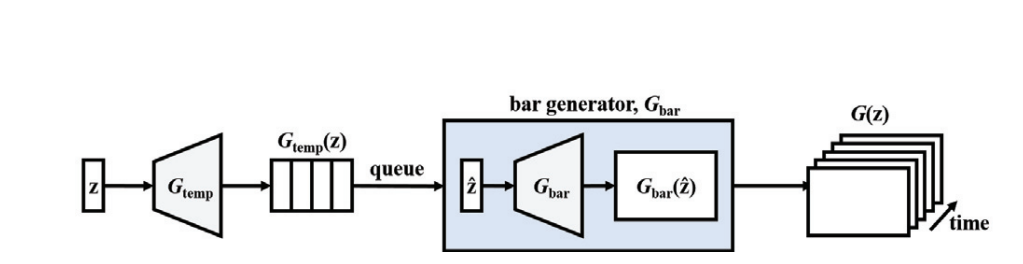 bar generator, G_bar
G(z)
G_temp(z)
queue
z
G_temp
ẑ
G_bar
G_bar(ẑ)
time